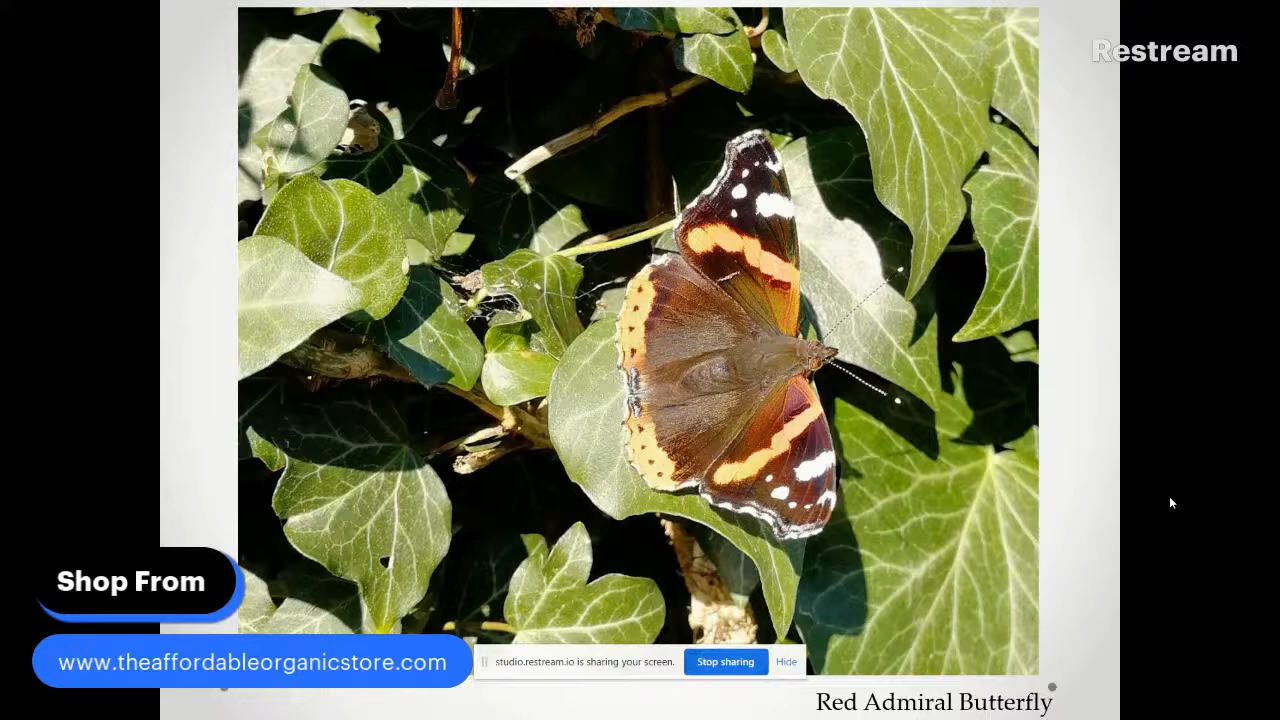 Restream
Shop From
www.theaffordableorganicstore.com
studio.restream.io is sharing your screen.
Stop sharing
Hide
Red Admiral Butterfly